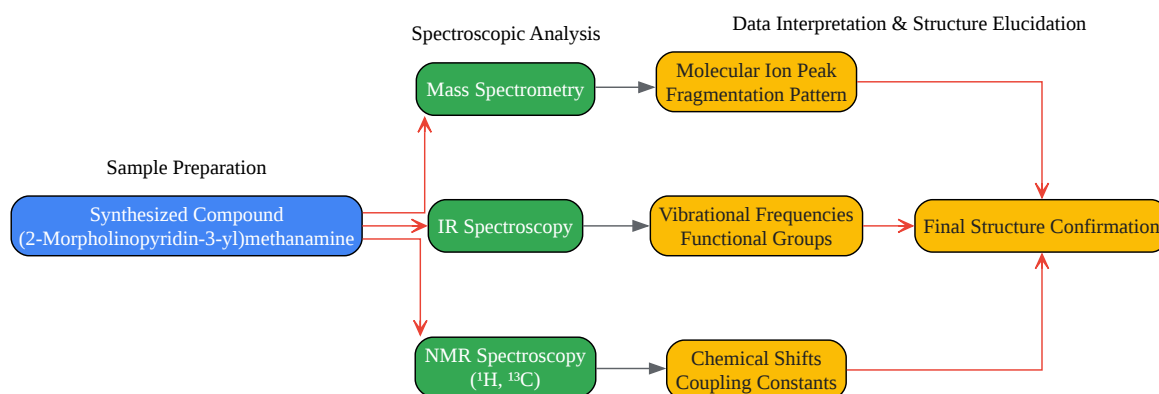 Data Interpretation & Structure Elucidation
Spectroscopic Analysis
Mass Spectrometry
Molecular Ion Peak
Fragmentation Pattern
Sample Preparation
Synthesized Compound
(2-Morpholinopyridin-3-yl)methanamine
IR Spectroscopy
Vibrational Frequencies
Functional Groups
Final Structure Confirmation
NMR Spectroscopy
(¹H, ¹³C)
Chemical Shifts
Coupling Constants